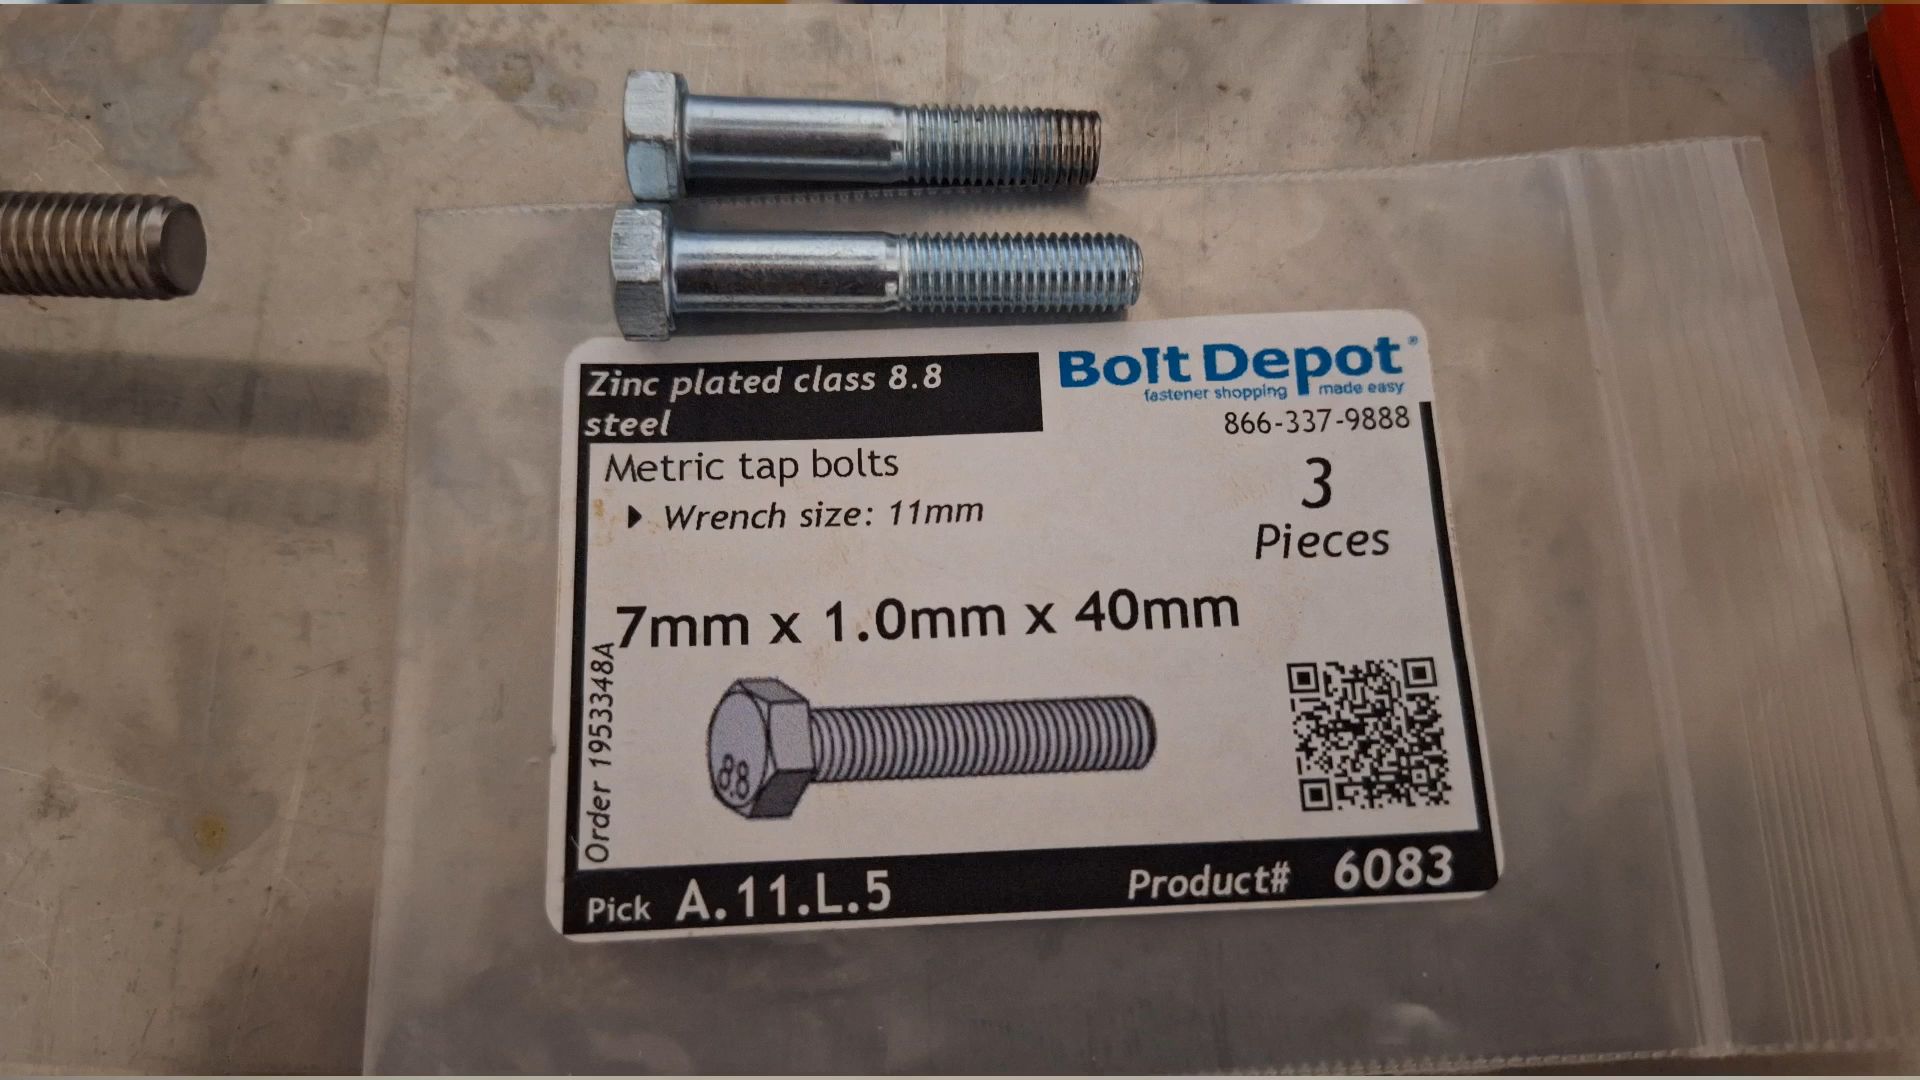 Zinc plated class 8.8
steel
Bolt Depot®
fastener shopping made easy
866-337-9888
Metric tap bolts
Wrench size: 11mm
3
Pieces
7mm x 1.0mm x 40mm
Order 1953348A
8.8
Pick A.11.L.5
Product# 6083